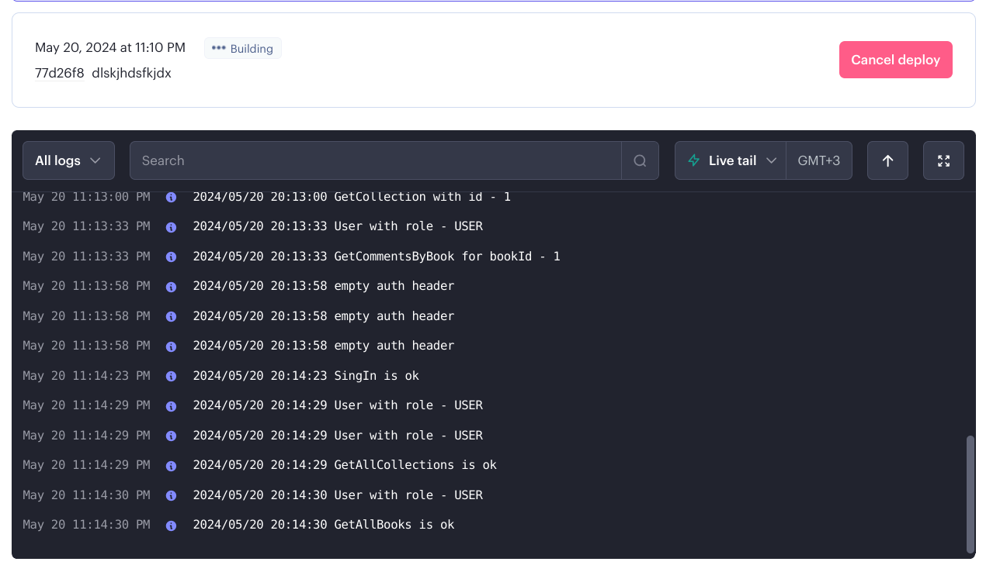 May 20, 2024 at 11:10 PM Building
77d26f8 dlskjhdsfkjdx
Cancel deploy
All logs Search Live tail GMT+3
May 20 11:13:00 PM 2024/05/20 20:13:00 GetCollection with id - 1
May 20 11:13:33 PM 2024/05/20 20:13:33 User with role - USER
May 20 11:13:33 PM 2024/05/20 20:13:33 GetCommentsByBook for bookId - 1
May 20 11:13:58 PM 2024/05/20 20:13:58 empty auth header
May 20 11:13:58 PM 2024/05/20 20:13:58 empty auth header
May 20 11:13:58 PM 2024/05/20 20:13:58 empty auth header
May 20 11:14:23 PM 2024/05/20 20:14:23 SingIn is ok
May 20 11:14:29 PM 2024/05/20 20:14:29 User with role - USER
May 20 11:14:29 PM 2024/05/20 20:14:29 User with role - USER
May 20 11:14:29 PM 2024/05/20 20:14:29 GetAllCollections is ok
May 20 11:14:30 PM 2024/05/20 20:14:30 User with role - USER
May 20 11:14:30 PM 2024/05/20 20:14:30 GetAllBooks is ok